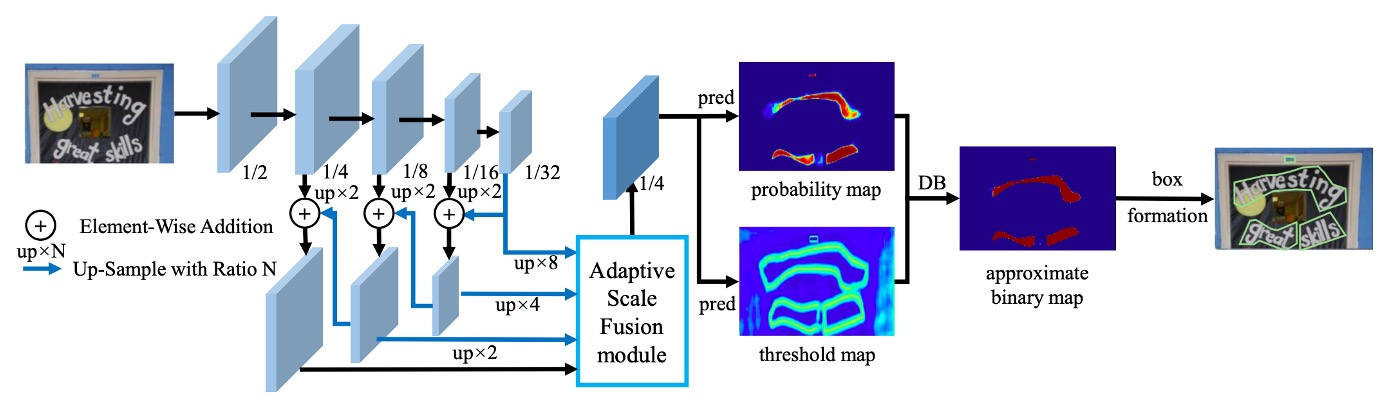 Harvesting
great skills
1/2
1/4
1/8
1/16
1/32
up×2
up×2
up×2
+
+
+
+
Element-Wise Addition
up×N
Up-Sample with Ratio N
up×8
up×4
up×2
Adaptive
Scale
Fusion
module
1/4
pred
pred
probability map
threshold map
DB
approximate
binary map
box
formation
Harvesting
great skills